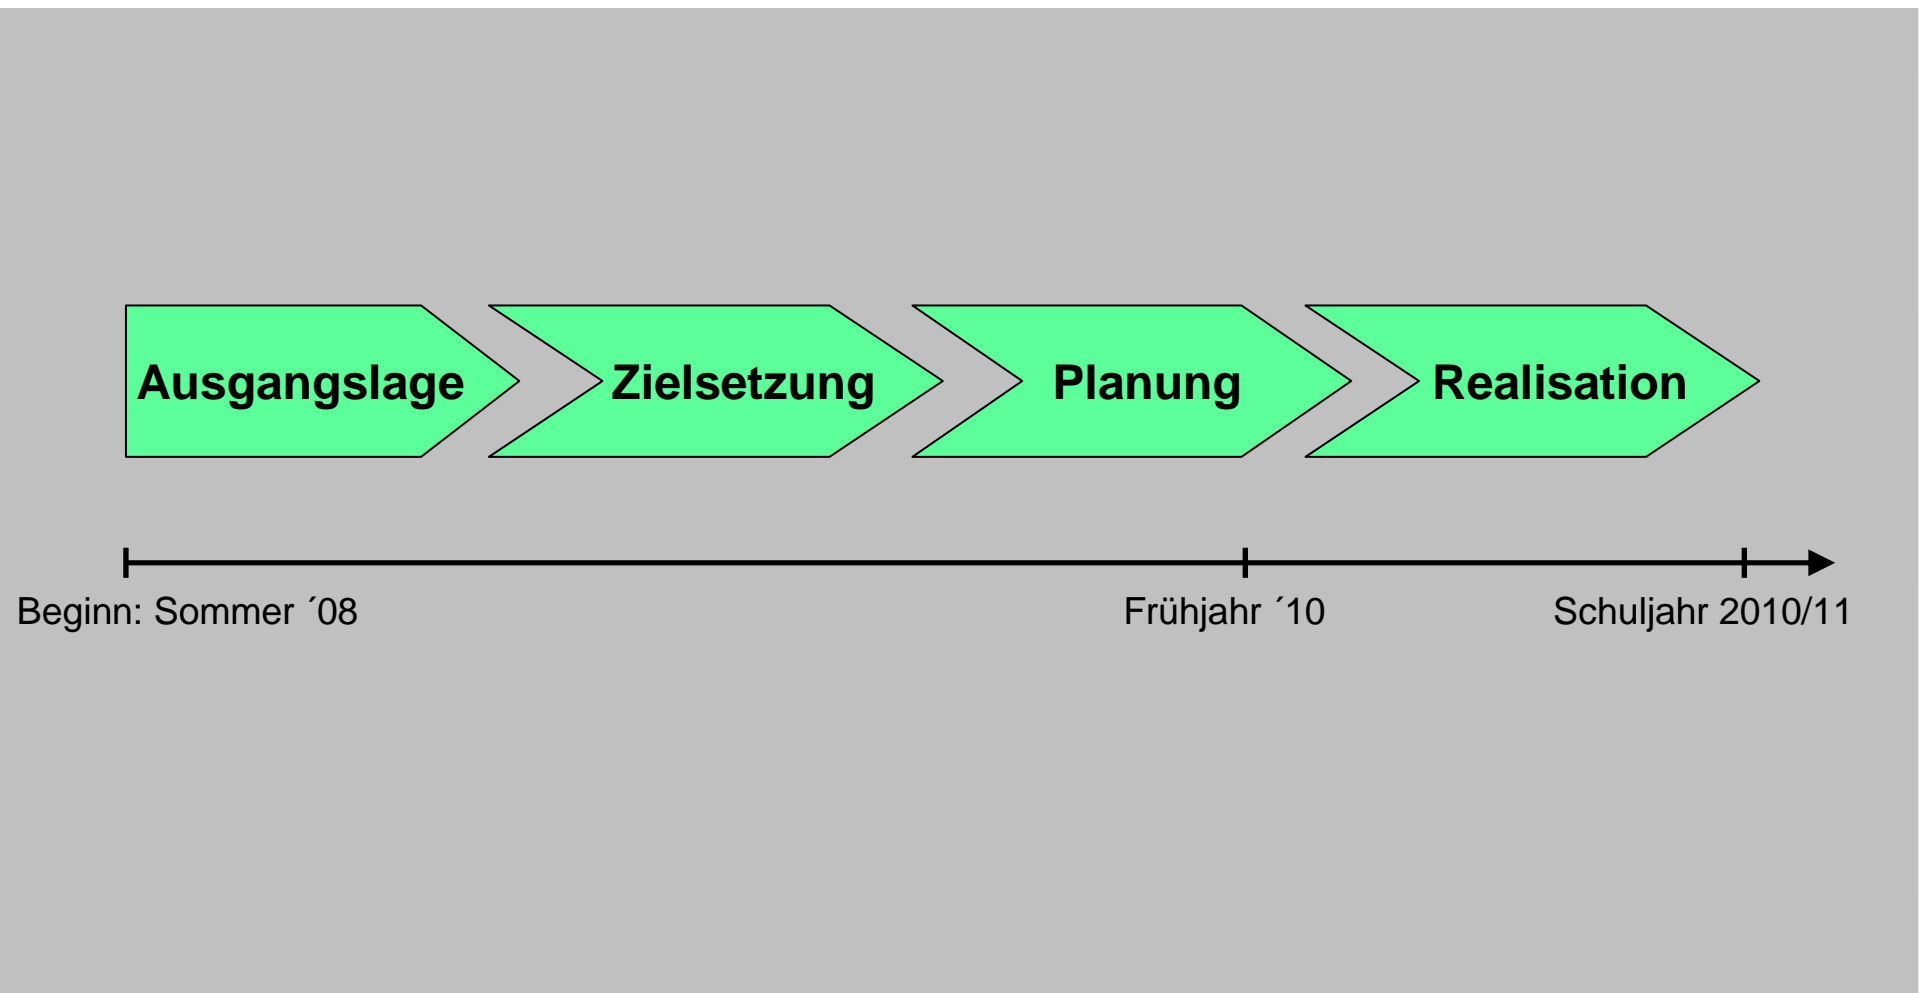 Ausgangslage
Zielsetzung
Planung
Realisation
Beginn: Sommer ´08
Frühjahr ´10
Schuljahr 2010/11